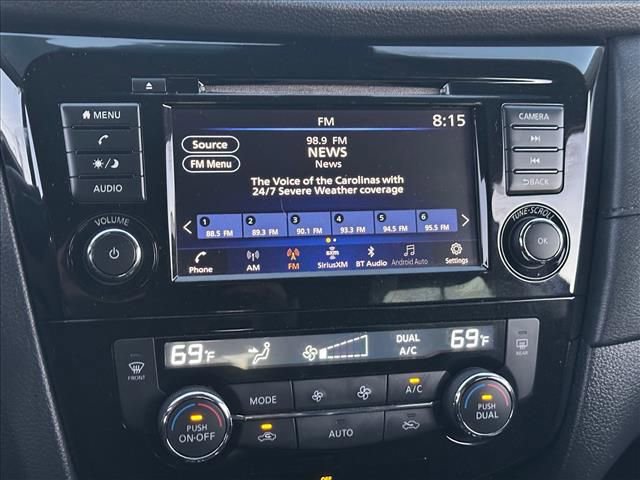 FM
8:15
MENU
CAMERA
Source
98.9 FM
NEWS
News
FM Menu
The Voice of the Carolinas with
24/7 Severe Weather coverage
BACK
AUDIO
1 88.5 FM
2 89.3 FM
3 90.1 FM
4 93.3 FM
5 94.5 FM
6 95.5 FM
VOLUME
TUNE·SCROLL
OK
Phone
AM
FM
SXM
SiriusXM
BT Audio
Android Auto
Settings
69°F
DUAL
A/C
69°F
FRONT
REAR
MODE
A/C
PUSH
ON·OFF
AUTO
PUSH
DUAL
OFF